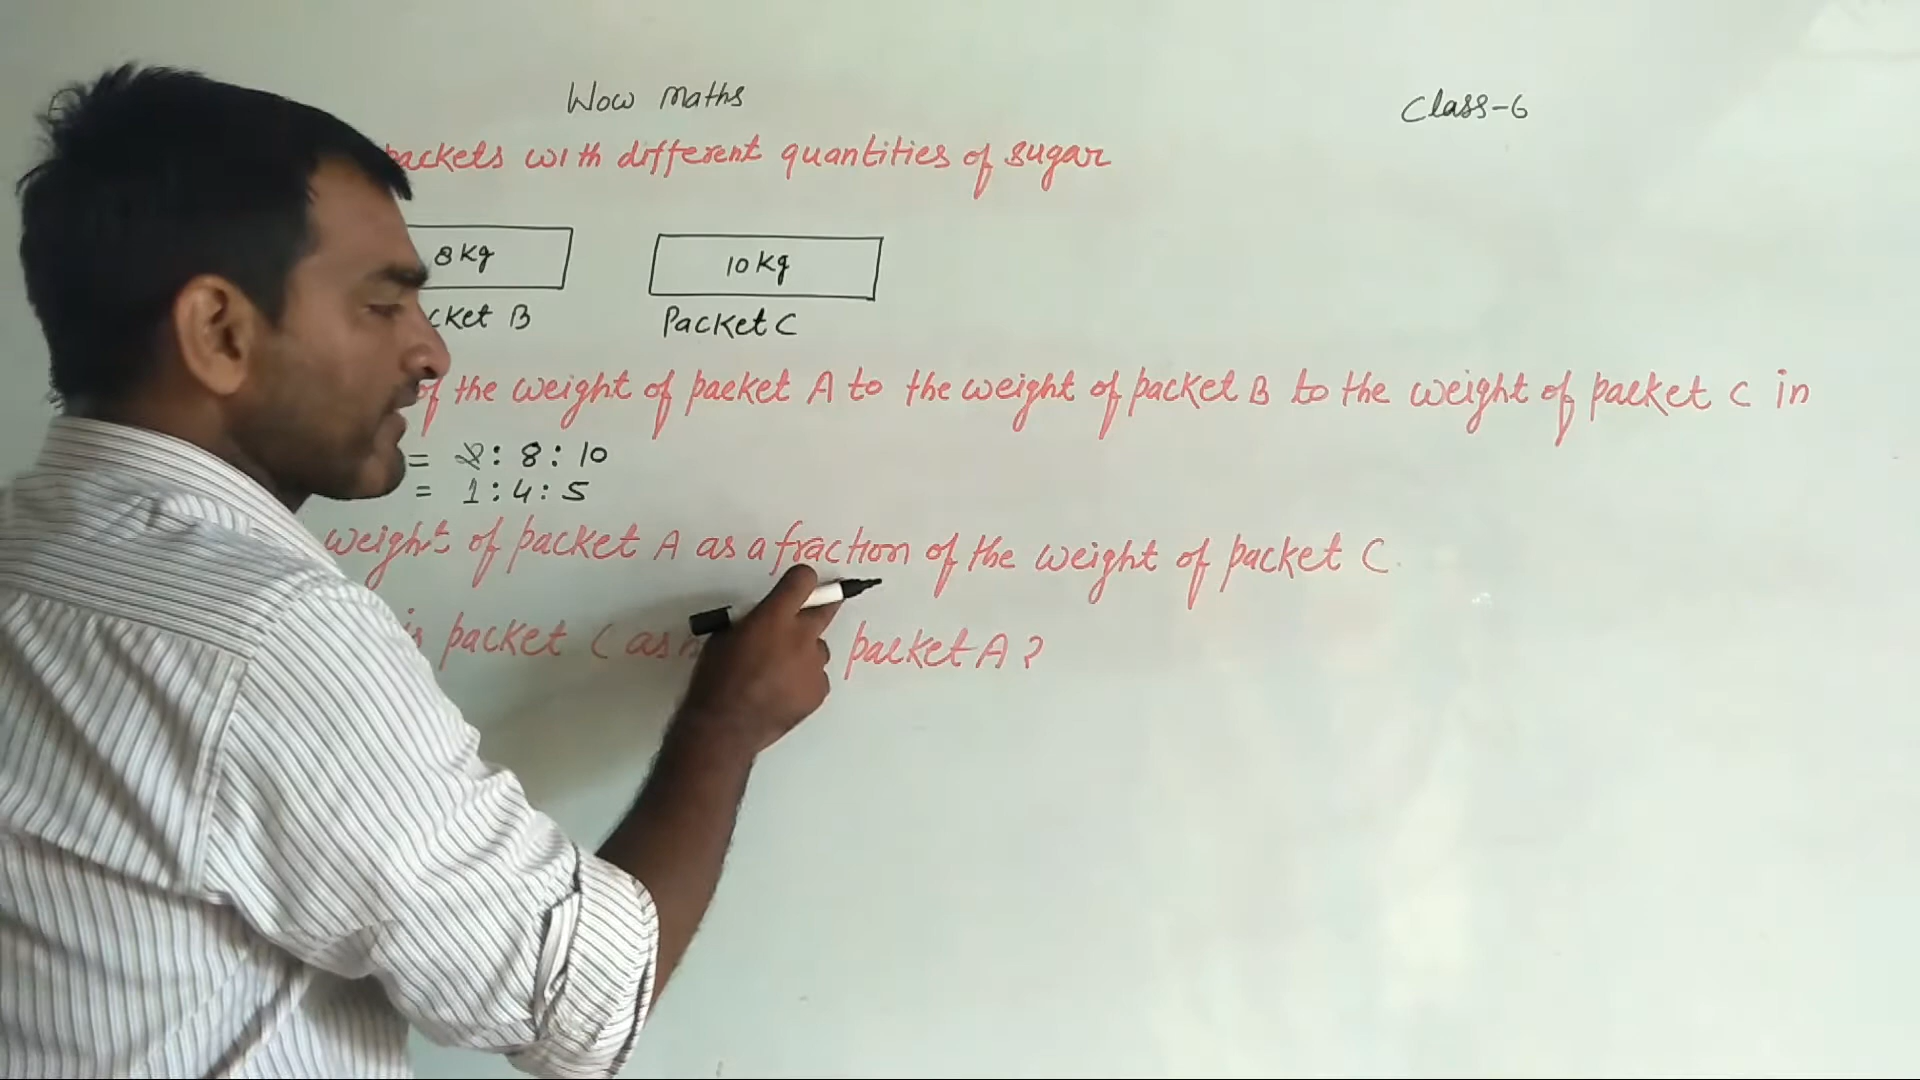 Wow maths
Class-6
packets with different quantities of sugar
8 Kg
10 Kg
cket B
Packet C
of the weight of packet A to the weight of packet B to the weight of packet C in
= 2 : 8 : 10
= 1 : 4 : 5
weight of packet A as a fraction of the weight of packet C.
is packet C as packet A ?